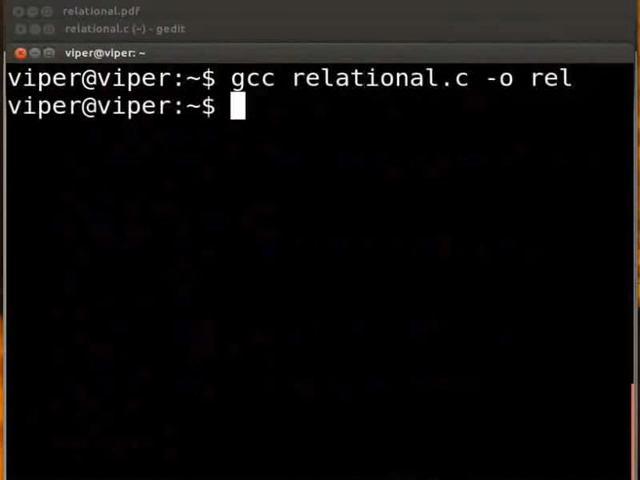 relational.pdf
relational.c (~) - gedit
viper@viper: ~
viper@viper:~$ gcc relational.c -o rel
viper@viper:~$